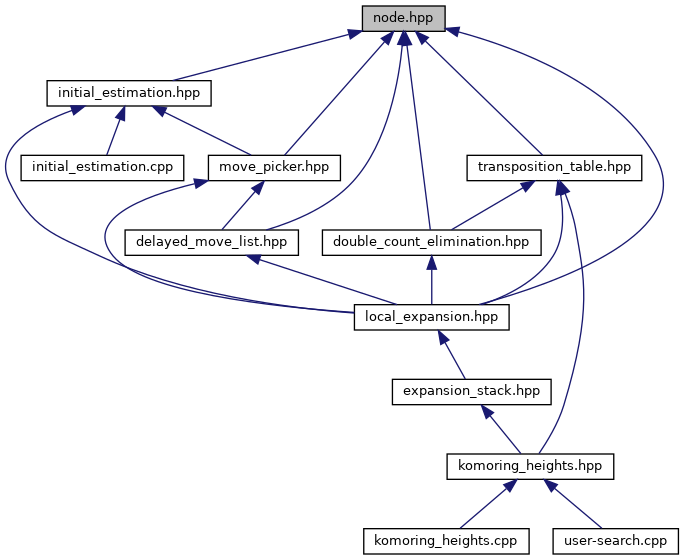 node.hpp
initial_estimation.hpp
initial_estimation.cpp
move_picker.hpp
transposition_table.hpp
delayed_move_list.hpp
double_count_elimination.hpp
local_expansion.hpp
expansion_stack.hpp
komoring_heights.hpp
komoring_heights.cpp
user-search.cpp